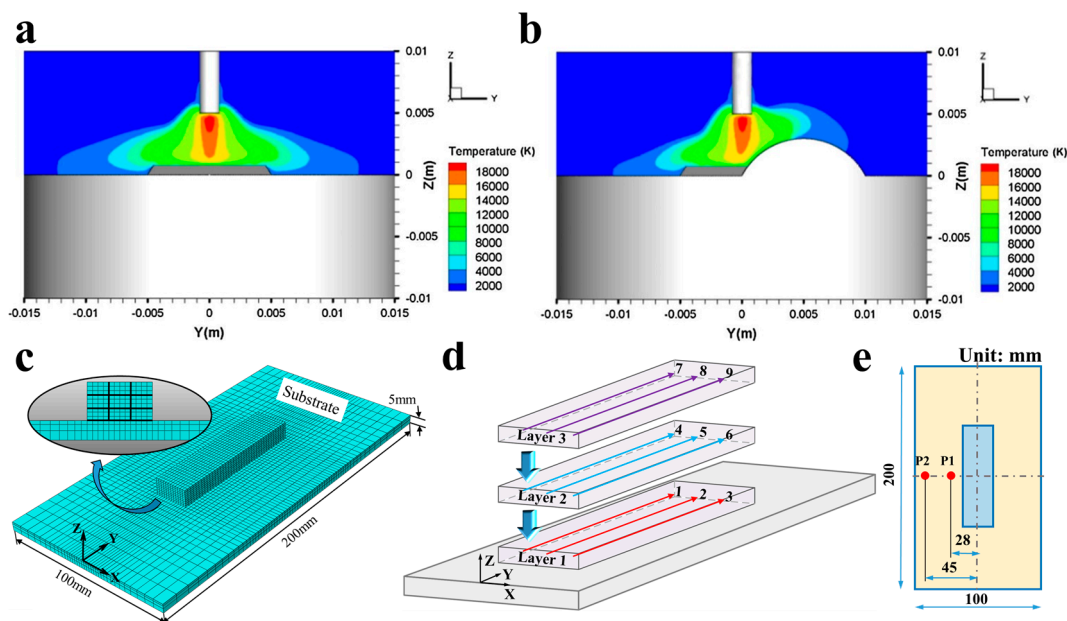 a
0.01
0.005
0
-0.005
-0.01
Z(m)
-0.015
-0.01
-0.005
0
0.005
0.01
0.015
Y(m)
Z
X
Y
Temperature (K)
18000
16000
14000
12000
10000
8000
6000
4000
2000
b
0.01
0.005
0
-0.005
-0.01
Z(m)
-0.015
-0.01
-0.005
0
0.005
0.01
0.015
Y(m)
Z
X
Y
Temperature (K)
18000
16000
14000
12000
10000
8000
6000
4000
2000
c
Substrate
5mm
200mm
100mm
Z
Y
X
d
7
8
9
Layer 3
4
5
6
Layer 2
1
2
3
Layer 1
Z
Y
X
e
Unit: mm
P2
P1
200
28
45
100